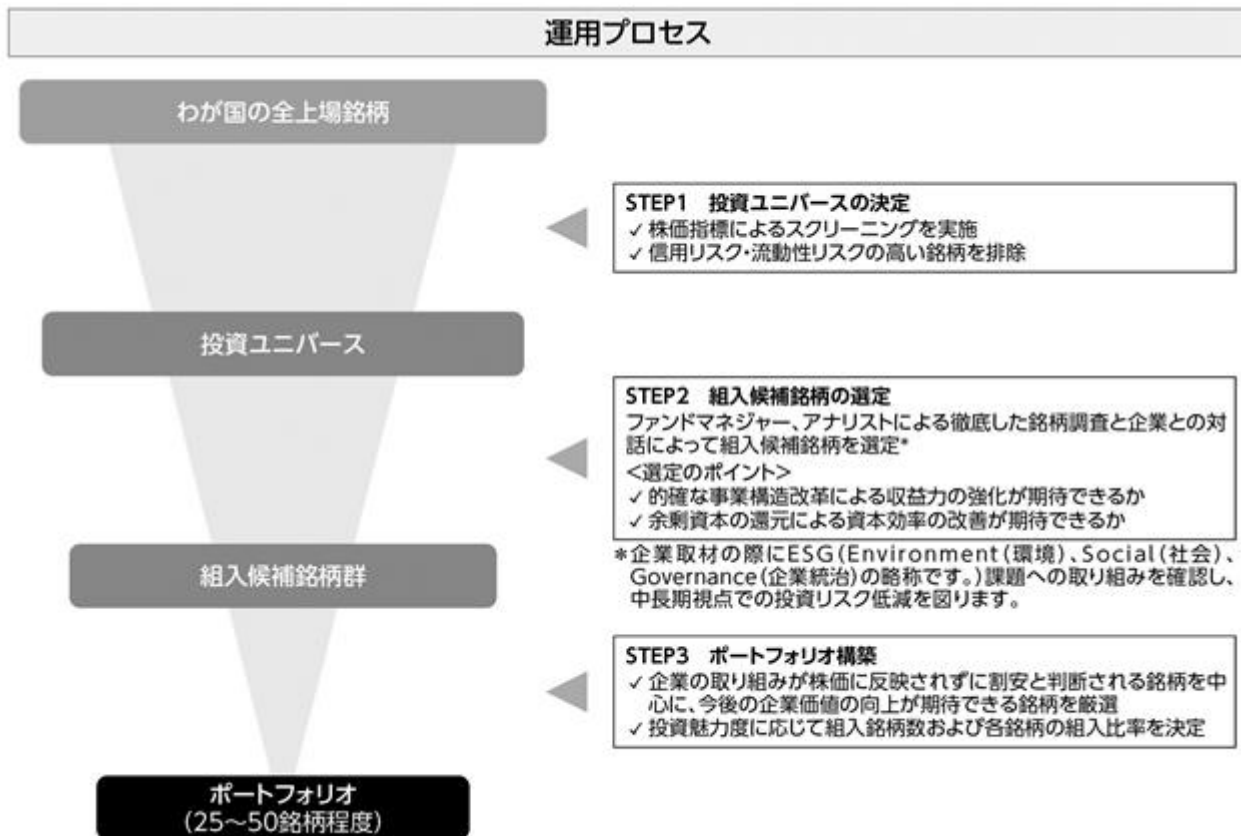 運用プロセス
わが国の全上場銘柄
STEP1 投資ユニバースの決定
✓ 株価指標によるスクリーニングを実施
✓ 信用リスク・流動性リスクの高い銘柄を排除
投資ユニバース
STEP2 組入候補銘柄の選定
ファンドマネジャー、アナリストによる徹底した銘柄調査と企業との対
話によって組入候補銘柄を選定*
<選定のポイント>
✓ 的確な事業構造改革による収益力の強化が期待できるか
✓ 余剰資本の還元による資本効率の改善が期待できるか
*企業取材の際にESG(Environment(環境)、Social(社会)、
Governance(企業統治)の略称です。)課題への取り組みを確認し、
中長期視点での投資リスク低減を図ります。
組入候補銘柄群
STEP3 ポートフォリオ構築
✓ 企業の取り組みが株価に反映されずに割安と判断される銘柄を中
心に、今後の企業価値の向上が期待できる銘柄を厳選
✓ 投資魅力度に応じて組入銘柄数および各銘柄の組入比率を決定
ポートフォリオ
(25～50銘柄程度)